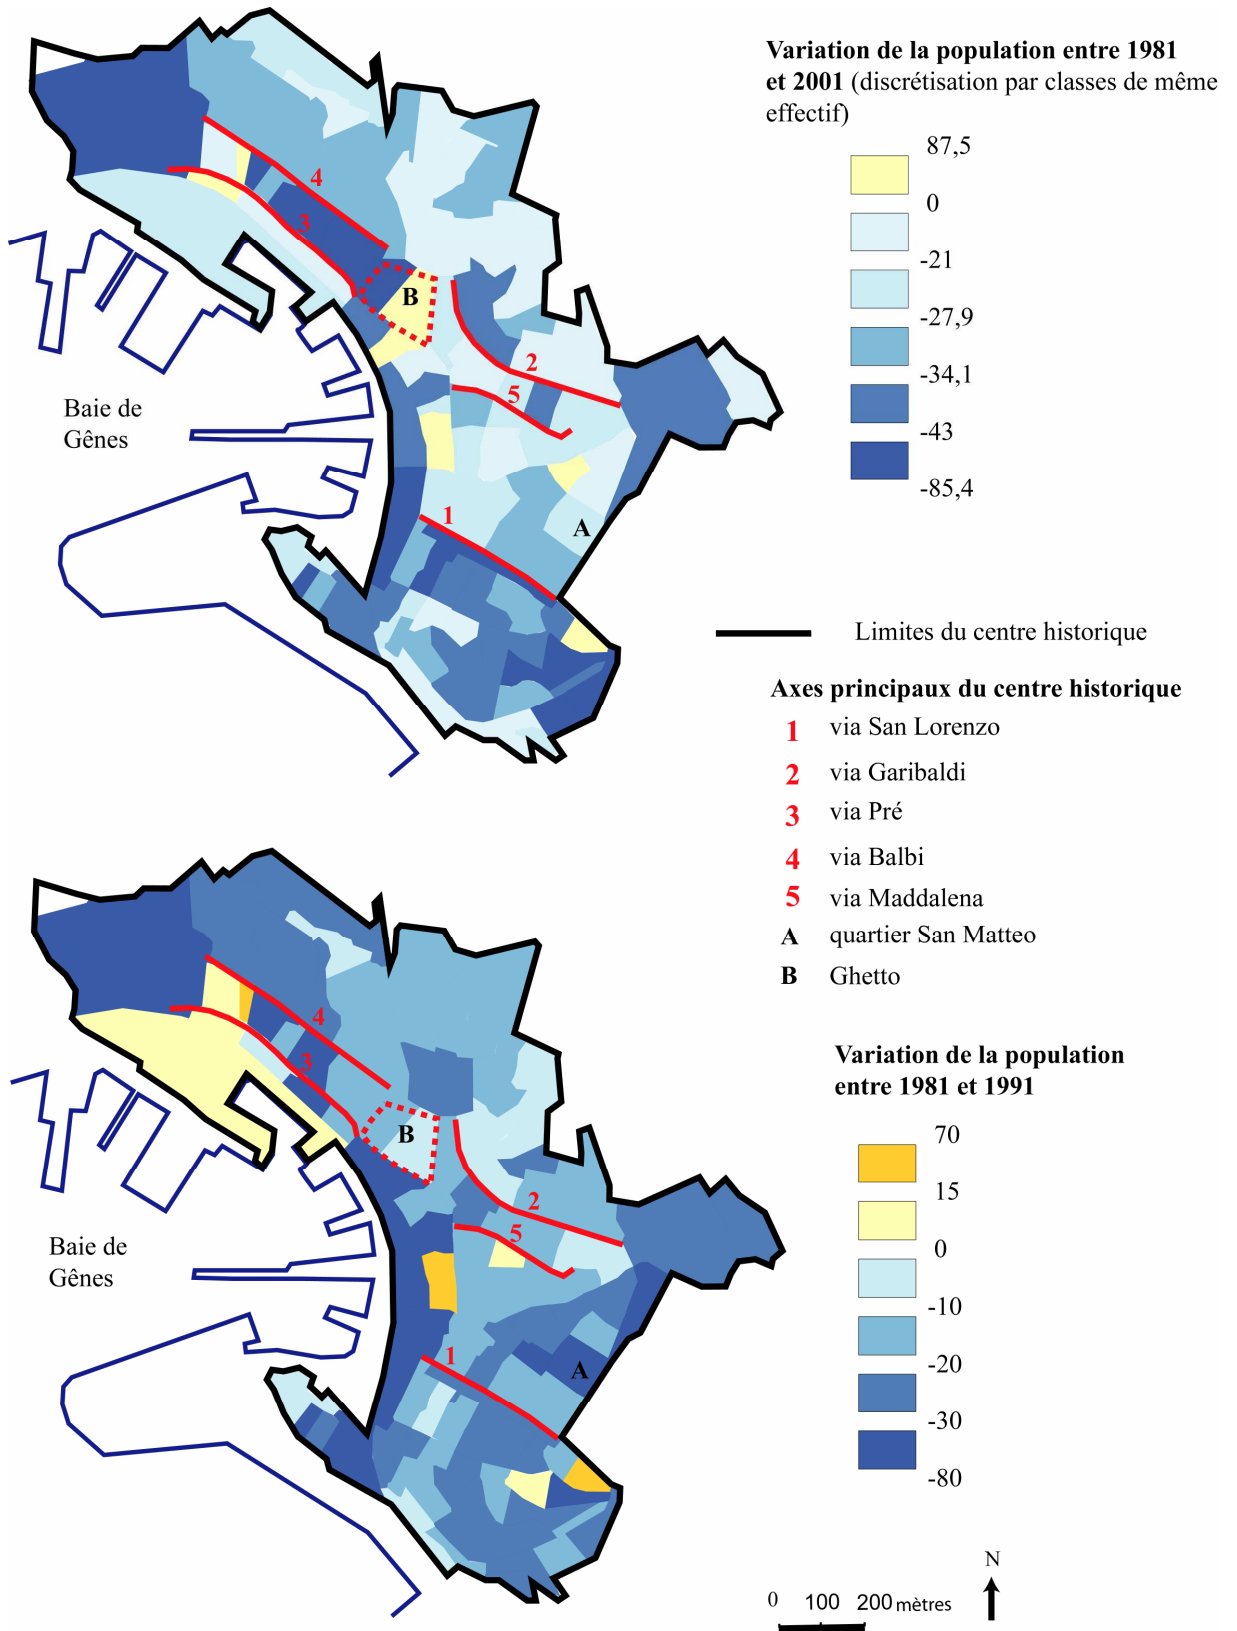 Variation de la population entre 1981
et 2001 (discrétisation par classes de même
effectif)
87,5
0
-21
-27,9
-34,1
-43
-85,4
4
3
B
2
5
1
A
Baie de
Gênes
Limites du centre historique
Axes principaux du centre historique
1 via San Lorenzo
2 via Garibaldi
3 via Pré
4 via Balbi
5 via Maddalena
A quartier San Matteo
B Ghetto
Variation de la population
entre 1981 et 1991
70
15
0
-10
-20
-30
-80
4
3
B
2
5
1
A
Baie de
Gênes
N
0 100 200 mètres